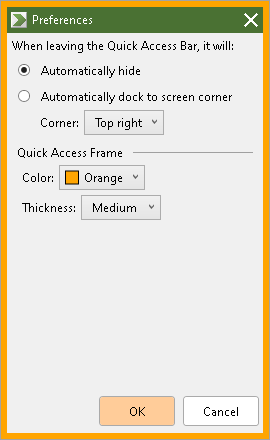 Preferences
When leaving the Quick Access Bar, it will:
Automatically hide
Automatically dock to screen corner
Corner: Top right
Quick Access Frame
Color: Orange
Thickness: Medium
OK Cancel